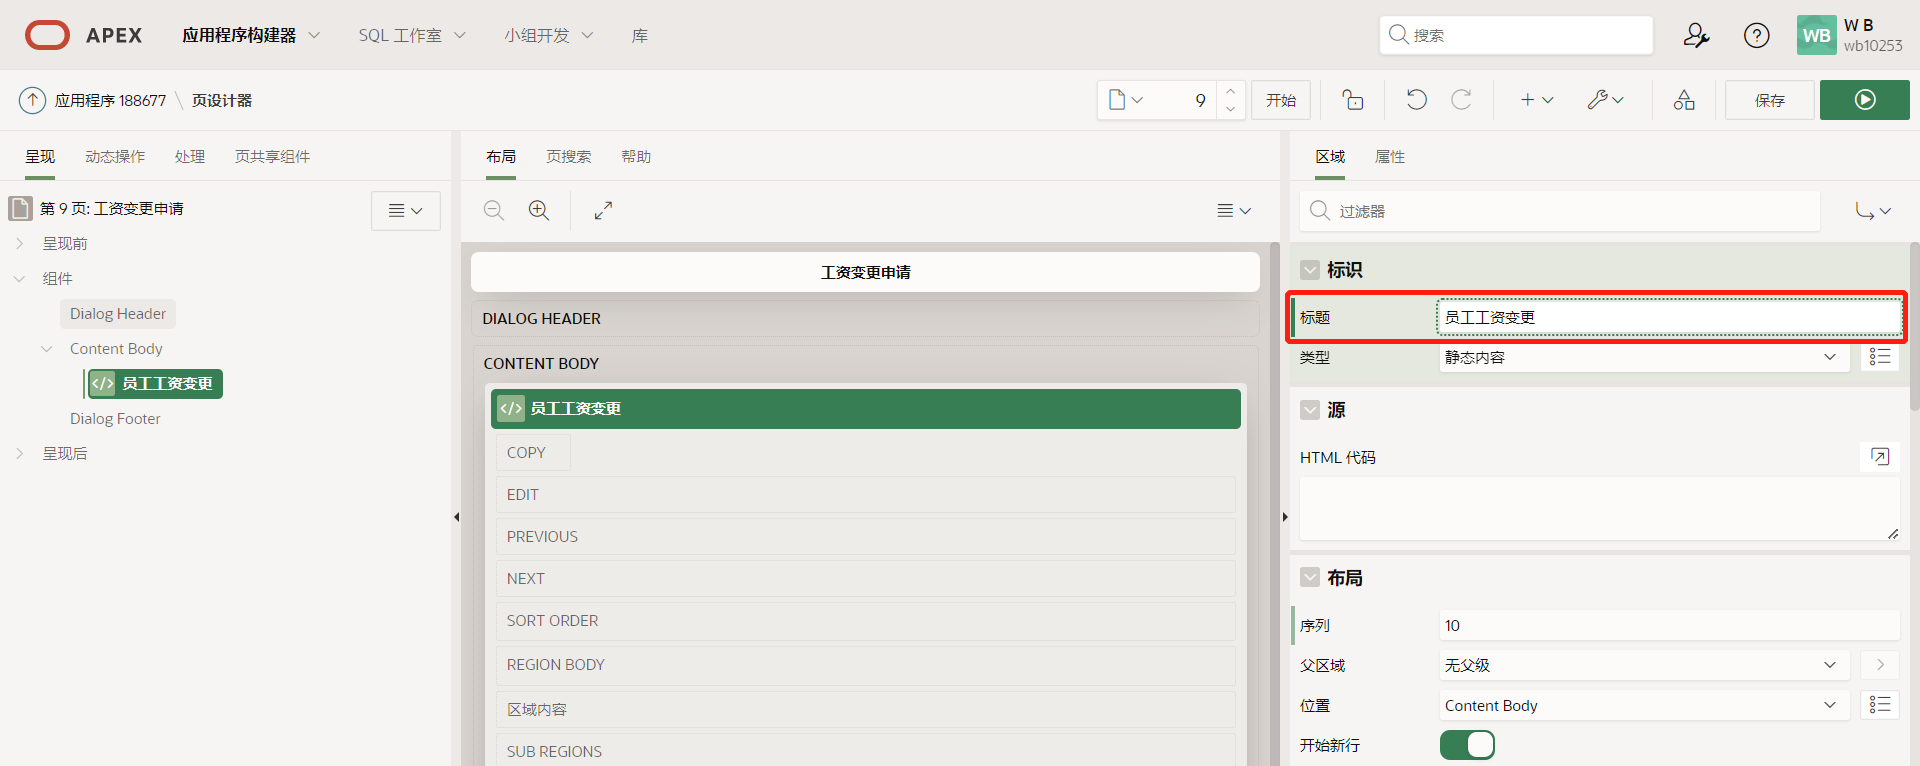 APEX
应用程序构建器
SQL 工作室
小组开发
库
搜索
WB
W B
wb10253
应用程序 188677
页设计器
9
开始
保存
呈现
动态操作
处理
页共享组件
第 9 页: 工资变更申请
呈现前
组件
Dialog Header
Content Body
</> 员工工资变更
Dialog Footer
呈现后
布局
页搜索
帮助
工资变更申请
DIALOG HEADER
CONTENT BODY
</> 员工工资变更
COPY
EDIT
PREVIOUS
NEXT
SORT ORDER
REGION BODY
区域内容
SUB REGIONS
区域
属性
过滤器
标识
标题
员工工资变更
类型
静态内容
源
HTML 代码
布局
序列
10
父区域
无父级
位置
Content Body
开始新行